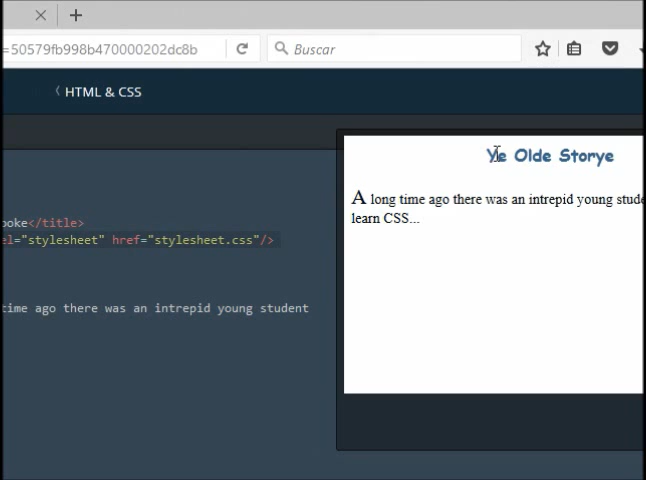 =50579fb998b470000202dc8b
Buscar
HTML & CSS
Ye Olde Storye
A long time ago there was an intrepid young stude
learn CSS...
oke</title>
el="stylesheet" href="stylesheet.css"/>
time ago there was an intrepid young student